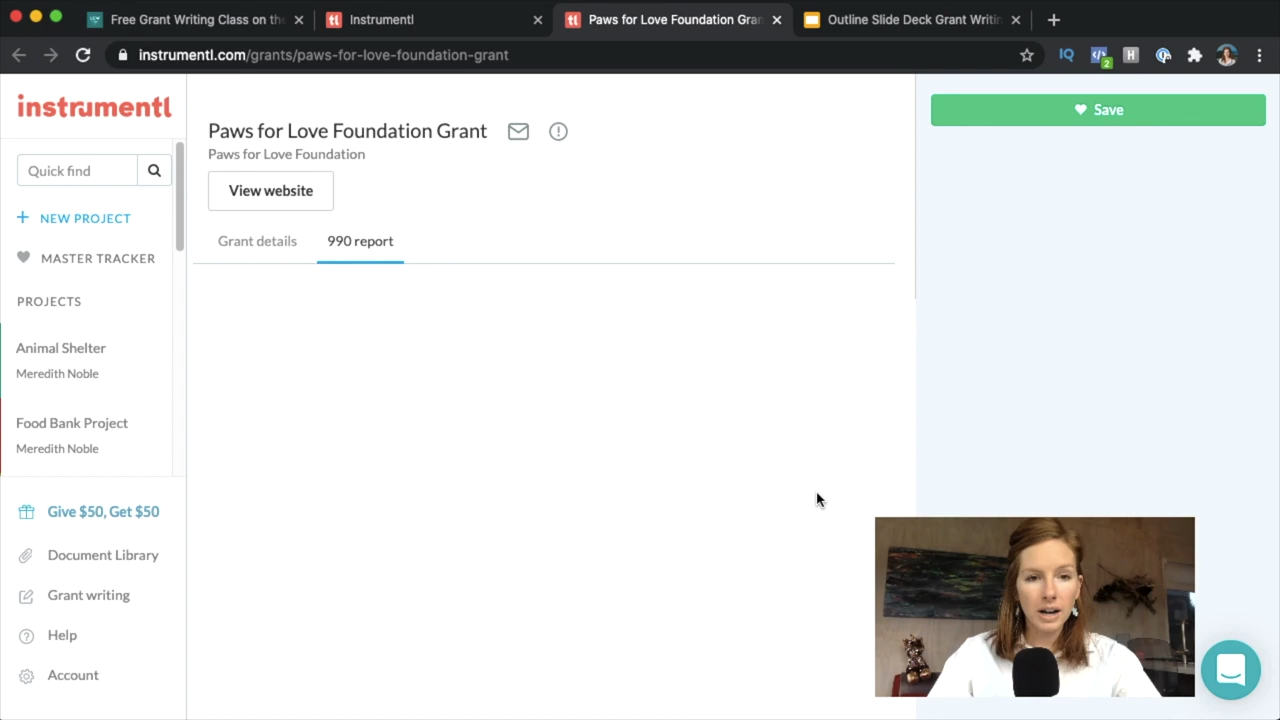 Free Grant Writing Class on the
Instrumentl
Paws for Love Foundation Gran
Outline Slide Deck Grant Writin
instrumentl.com/grants/paws-for-love-foundation-grant
IQ
2
H
instrumentl
Quick find
+ NEW PROJECT
MASTER TRACKER
PROJECTS
Animal Shelter
Meredith Noble
Food Bank Project
Meredith Noble
Give $50, Get $50
Document Library
Grant writing
Help
Account
Paws for Love Foundation Grant
Paws for Love Foundation
View website
Grant details
990 report
Save